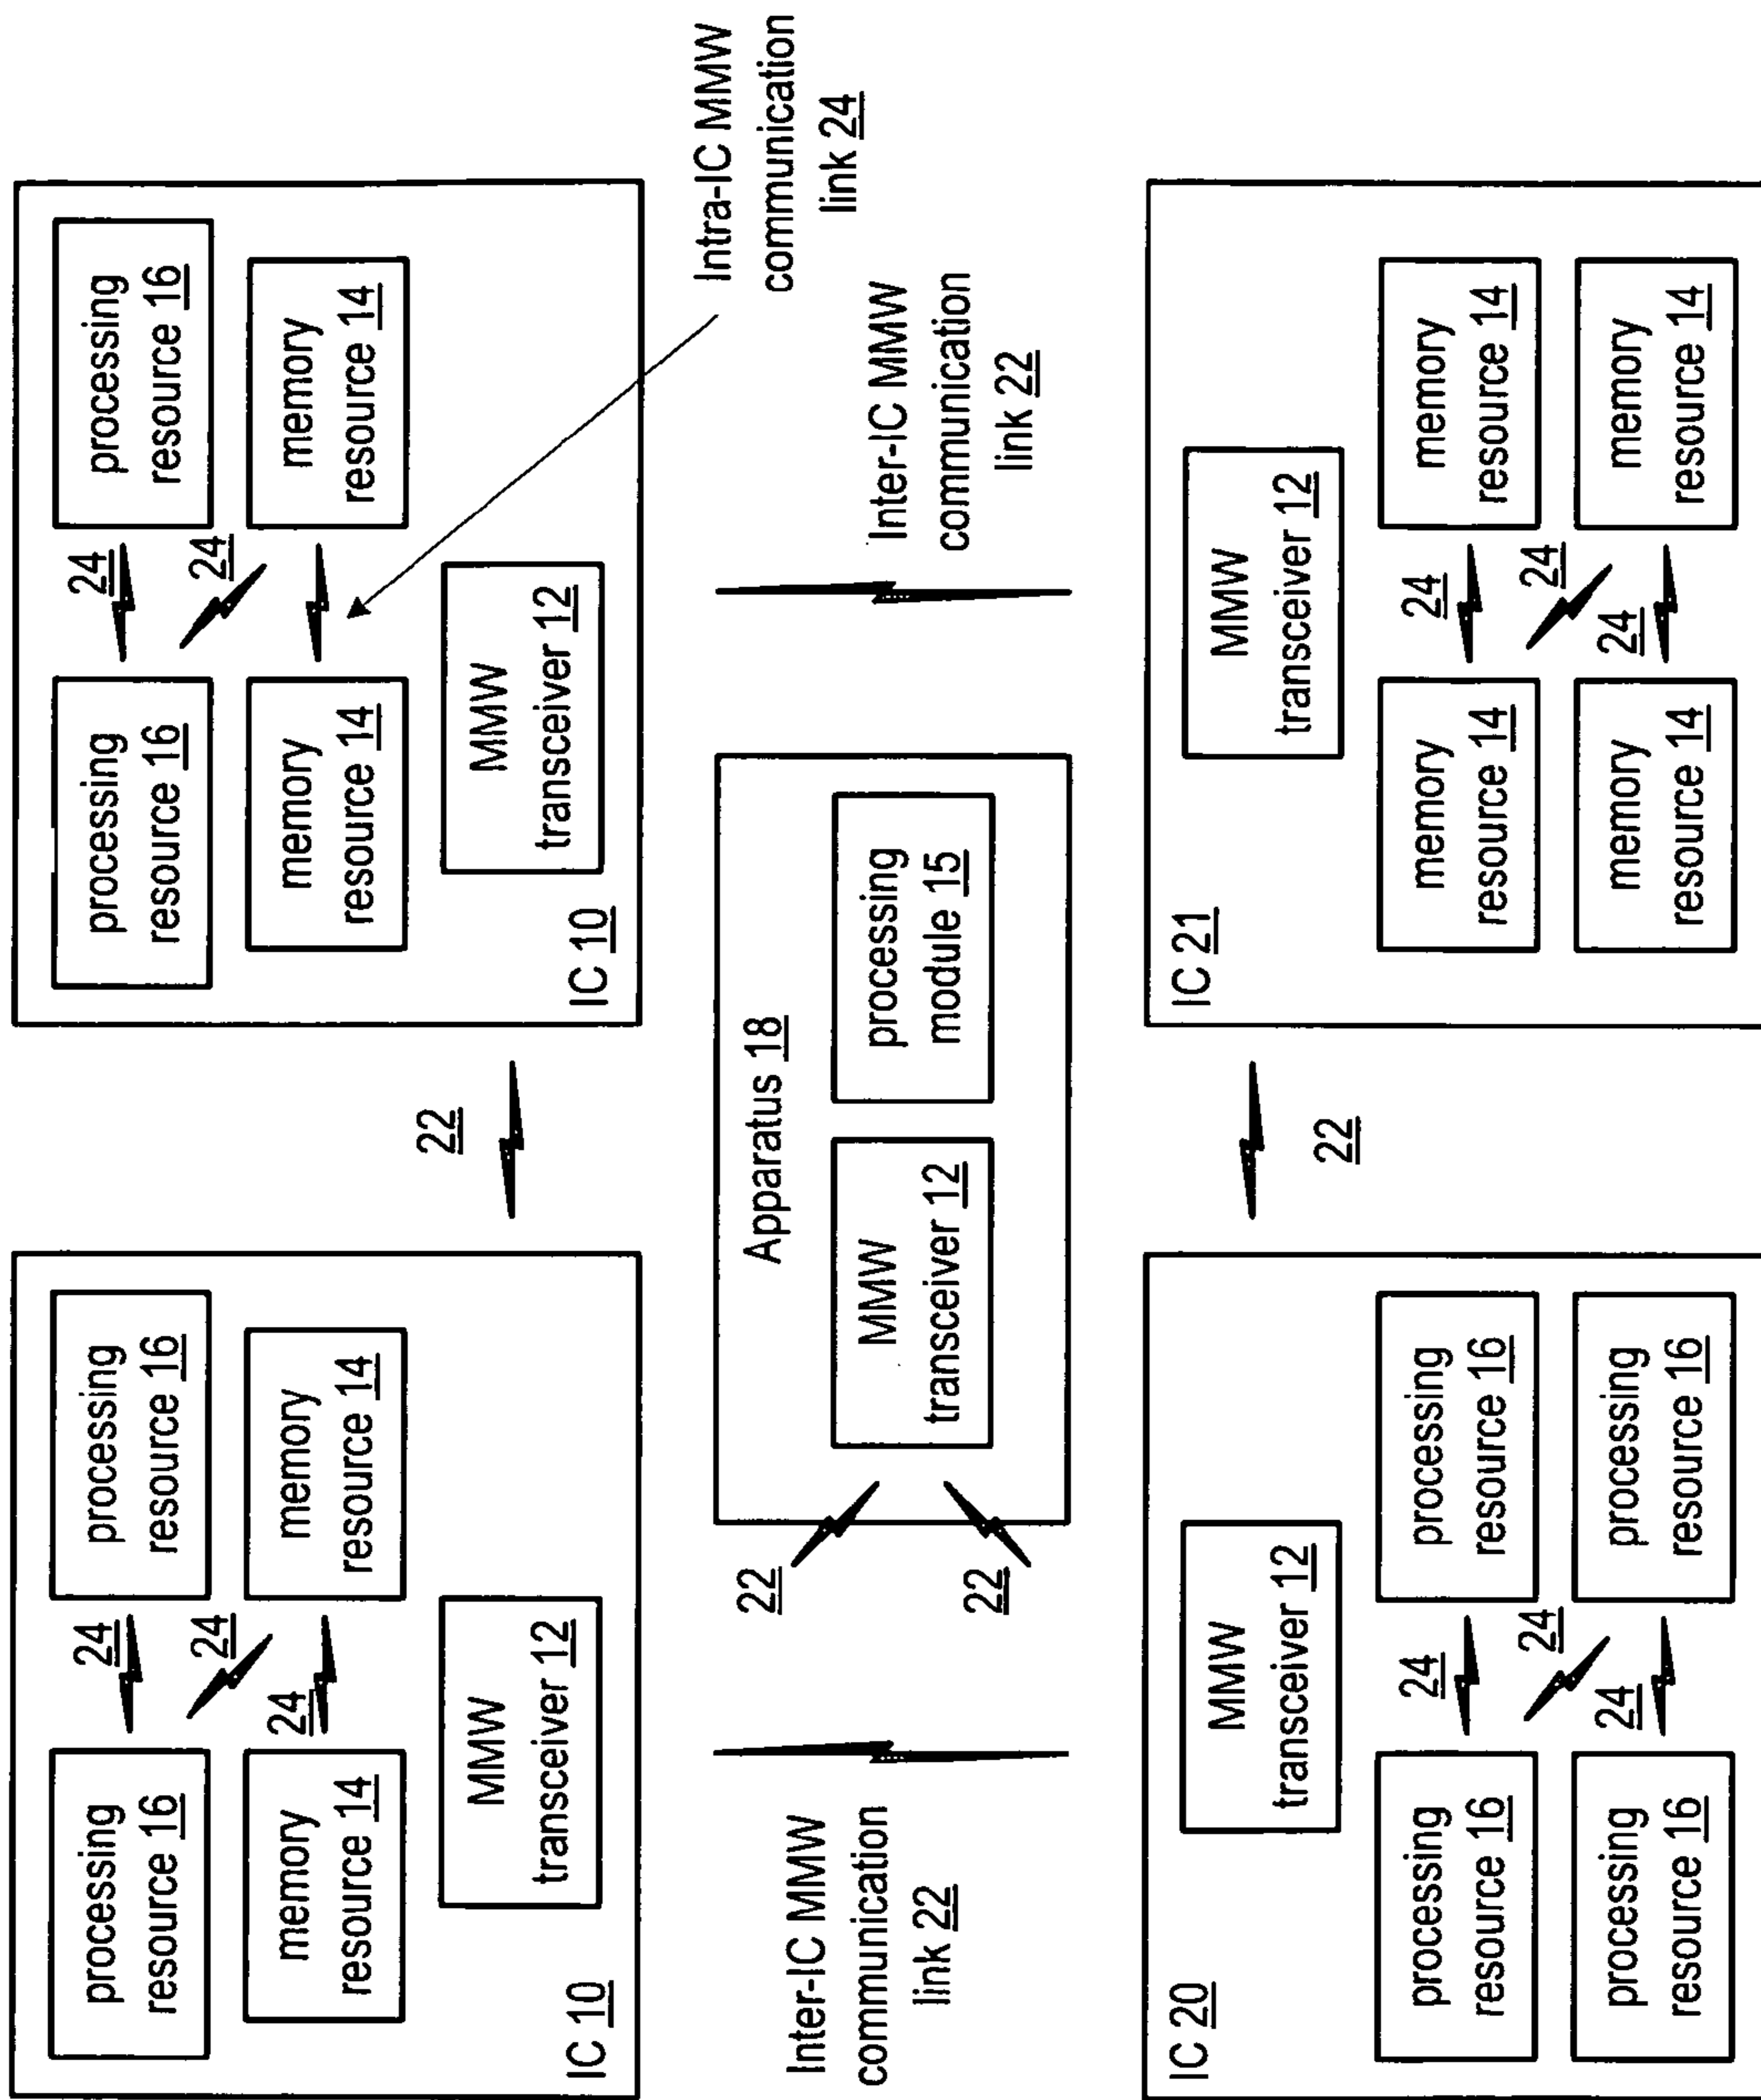 processing
resource 16
24
processing
resource 16
24
memory
resource 14
24
memory
resource 14
MMW
transceiver 12
IC 10
22
processing
resource 16
24
processing
resource 16
24
memory
resource 14
memory
resource 14
MMW
transceiver 12
IC 10
Intra-IC MMW
communication
link 24
Inter-IC MMW
communication
link 22
22
22
Apparatus 18
MMW
transceiver 12
processing
module 15
Inter-IC MMW
communication
link 22
IC 20
MMW
transceiver 12
processing
resource 16
24
processing
resource 16
24
processing
resource 16
24
processing
resource 16
22
IC 21
MMW
transceiver 12
memory
resource 14
24
memory
resource 14
24
memory
resource 14
24
memory
resource 14